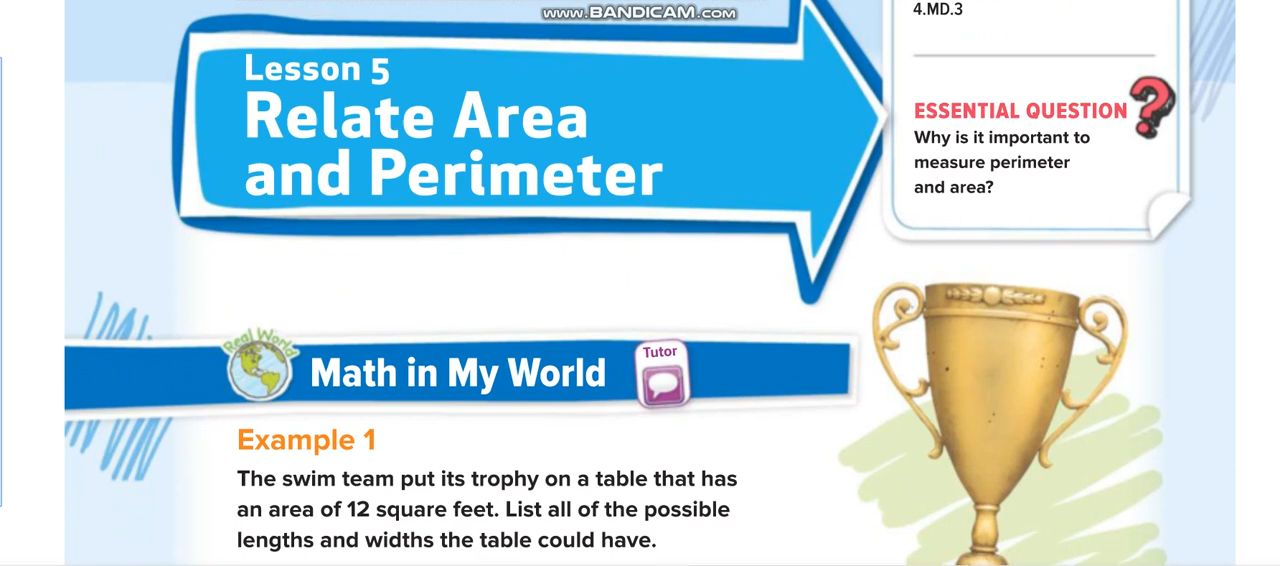 www.BANDICAM.com
4.MD.3
Lesson 5
Relate Area
and Perimeter
ESSENTIAL QUESTION
?
Why is it important to
measure perimeter
and area?
Real World
Math in My World
Tutor
Example 1
The swim team put its trophy on a table that has
an area of 12 square feet. List all of the possible
lengths and widths the table could have.